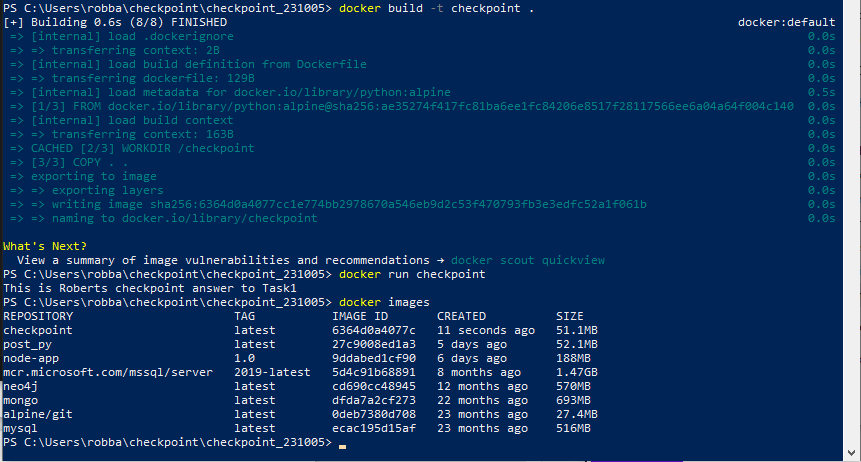 PS C:\Users\robba\checkpoint\checkpoint_231005> docker build -t checkpoint .
[+] Building 0.6s (8/8) FINISHED docker:default
=> [internal] load .dockerignore 0.0s
=> => transferring context: 2B 0.0s
=> [internal] load build definition from Dockerfile 0.0s
=> => transferring dockerfile: 129B 0.0s
=> [internal] load metadata for docker.io/library/python:alpine 0.5s
=> [1/3] FROM docker.io/library/python:alpine@sha256:ae35274f417fc81ba6ee1fc84206e8517f28117566ee6a04a64f004c140 0.0s
=> [internal] load build context 0.0s
=> => transferring context: 163B 0.0s
=> CACHED [2/3] WORKDIR /checkpoint 0.0s
=> [3/3] COPY . . 0.0s
=> exporting to image 0.0s
=> => exporting layers 0.0s
=> => writing image sha256:6364d0a4077cc1e774bb2978670a546eb9d2c53f470793fb3e3edfc52a1f061b 0.0s
=> => naming to docker.io/library/checkpoint 0.0s
What's Next?
View a summary of image vulnerabilities and recommendations → docker scout quickview
PS C:\Users\robba\checkpoint\checkpoint_231005> docker run checkpoint
This is Roberts checkpoint answer to Task1
PS C:\Users\robba\checkpoint\checkpoint_231005> docker images
REPOSITORY TAG IMAGE ID CREATED SIZE
checkpoint latest 6364d0a4077c 11 seconds ago 51.1MB
post_py latest 27c9008ed1a3 5 days ago 52.1MB
node-app 1.0 9ddabed1cf90 6 days ago 188MB
mcr.microsoft.com/mssql/server 2019-latest 5d4c91b68891 8 months ago 1.47GB
neo4j latest cd690cc48945 12 months ago 570MB
mongo latest dfda7a2cf273 22 months ago 693MB
alpine/git latest 0deb7380d708 23 months ago 27.4MB
mysql latest ecac195d15af 23 months ago 516MB
PS C:\Users\robba\checkpoint\checkpoint_231005>